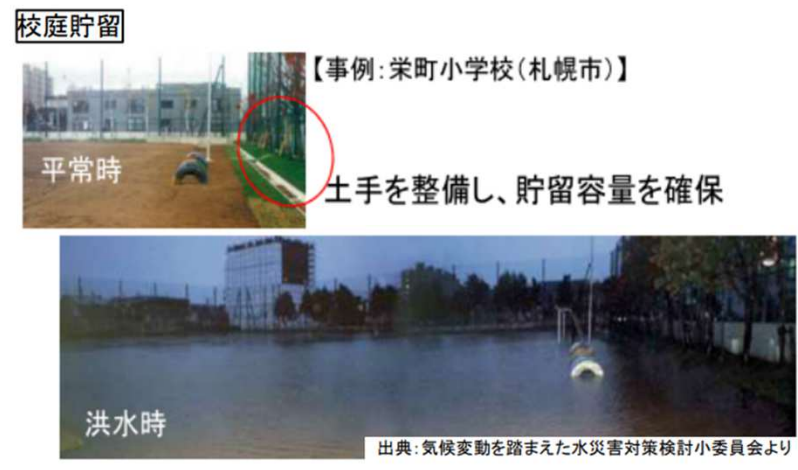 校庭貯留
【事例：栄町小学校（札幌市）】
平常時
土手を整備し、貯留容量を確保
洪水時
出典：気候変動を踏まえた水災害対策検討小委員会より